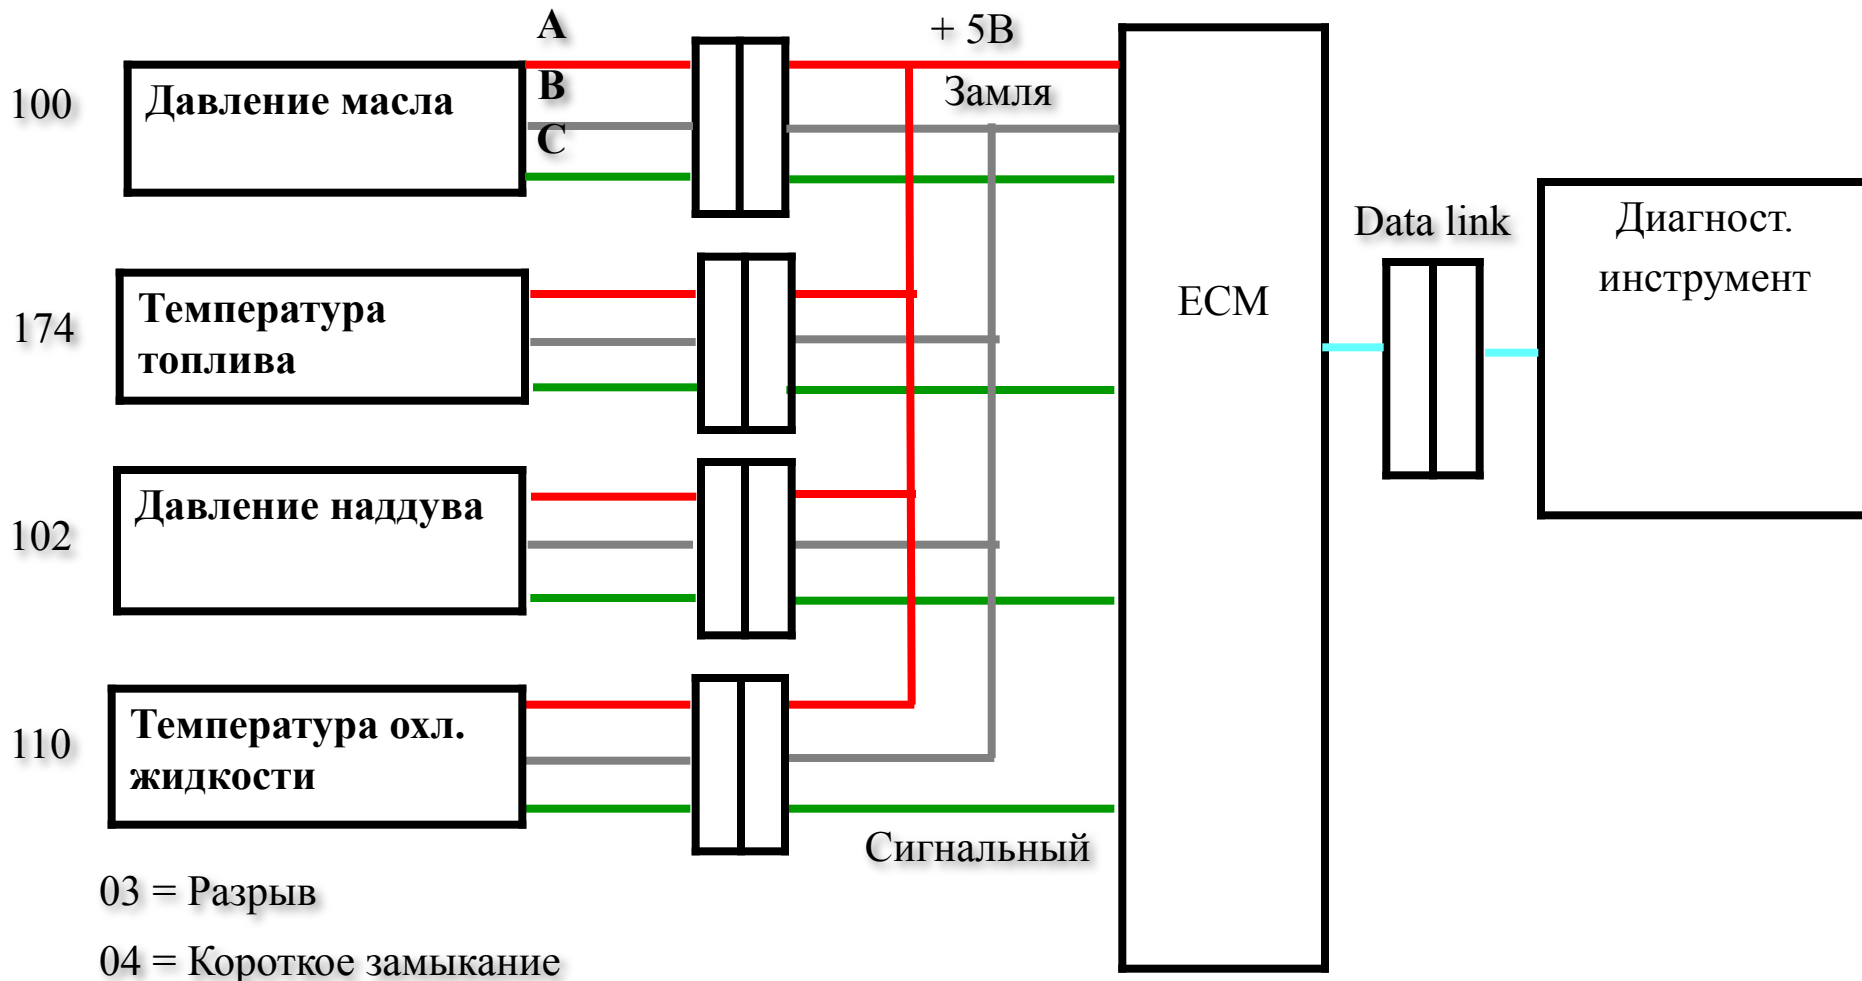 A
+ 5В
100
Давление масла
B
Замля
C
174
Температура
топлива
ECM
Data link
Диагност.
инструмент
102
Давление наддува
110
Температура охл.
жидкости
Сигнальный
03 = Разрыв
04 = Короткое замыкание